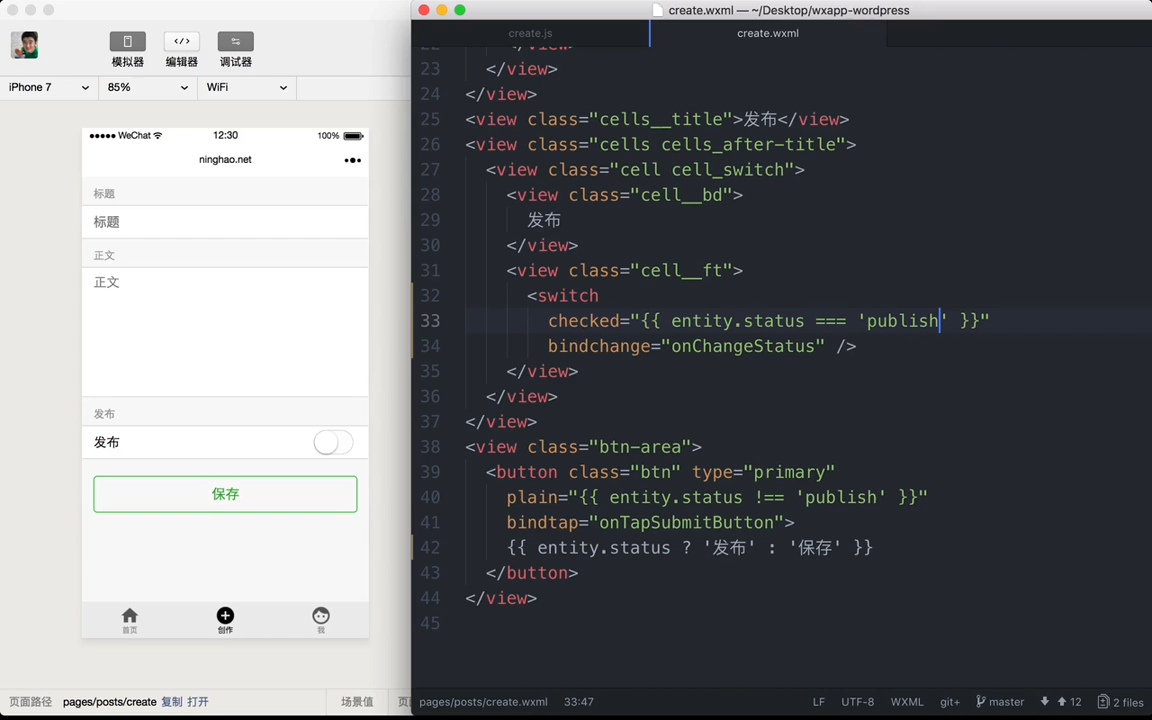 模拟器
编辑器
调试器
iPhone 7
85%
WiFi
WeChat
12:30
100%
ninghao.net
标题
标题
正文
正文
发布
发布
保存
首页
创作
我
页面路径 pages/posts/create 复制 打开
场景值
页
create.wxml — ~/Desktop/wxapp-wordpress
create.js
create.wxml
22 </view>
23 </view>
24 </view>
25 <view class="cells__title">发布</view>
26 <view class="cells cells_after-title">
27 <view class="cell cell_switch">
28 <view class="cell__bd">
29 发布
30 </view>
31 <view class="cell__ft">
32 <switch
33 checked="{{ entity.status === 'publish' }}"
34 bindchange="onChangeStatus" />
35 </view>
36 </view>
37 </view>
38 <view class="btn-area">
39 <button class="btn" type="primary"
40 plain="{{ entity.status !== 'publish' }}"
41 bindtap="onTapSubmitButton">
42 {{ entity.status ? '发布' : '保存' }}
43 </button>
44 </view>
45
pages/posts/create.wxml 33:47
LF UTF-8 WXML git+ master 12 2 files